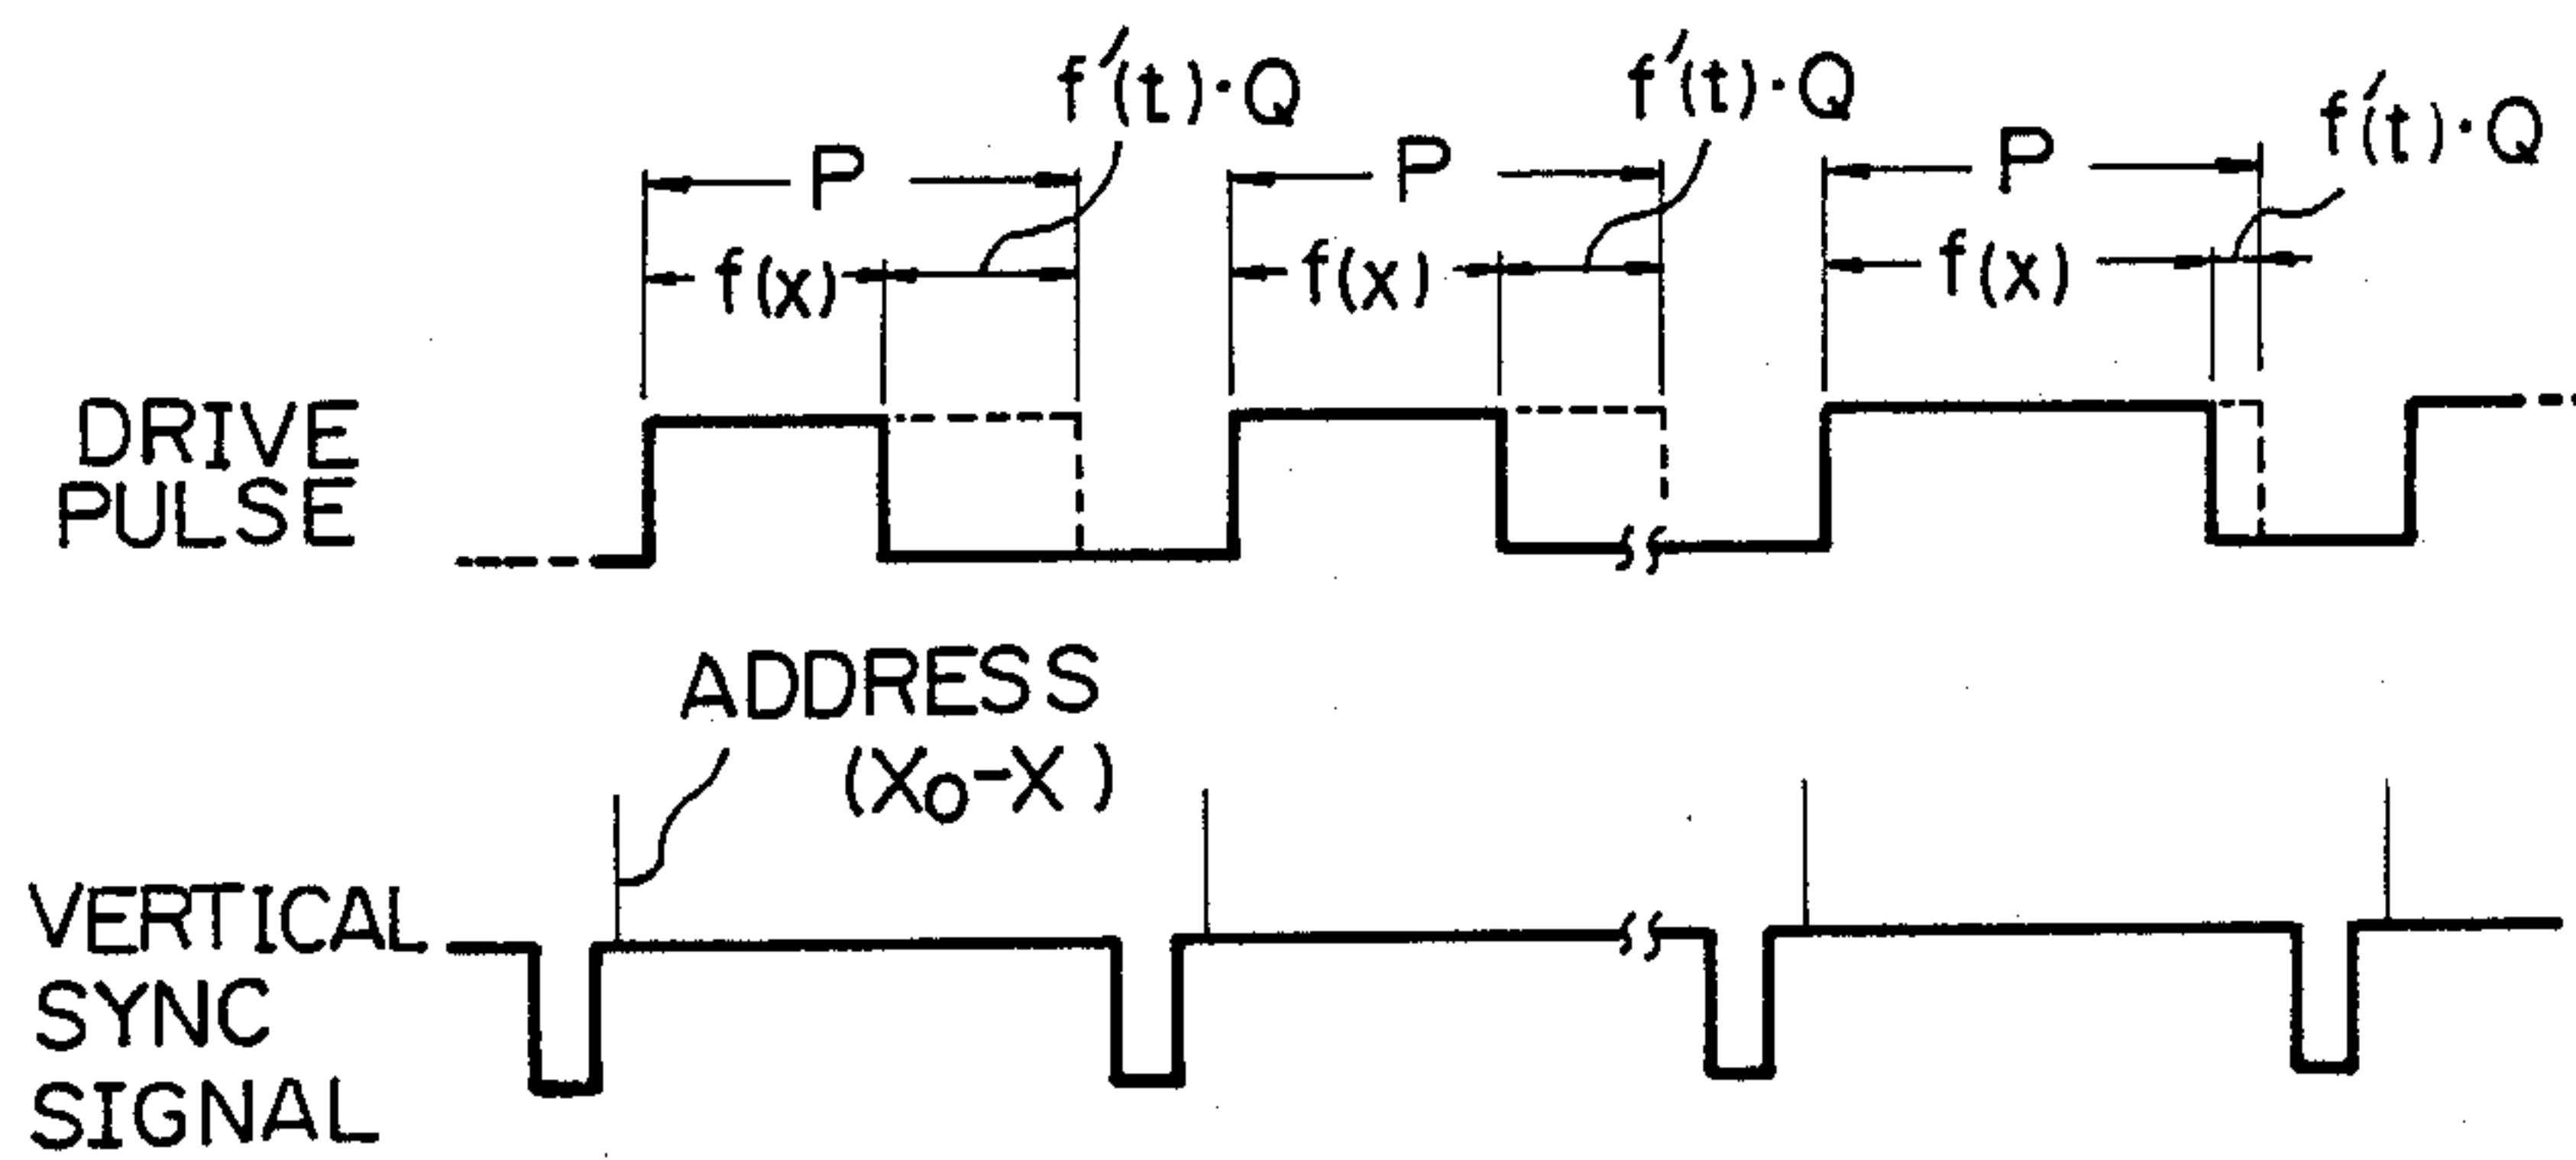 f'(t)·Q f'(t)·Q f'(t)·Q
P P P
f(x) f(x) f(x)
DRIVE
PULSE
ADDRESS
(X₀-X)
VERTICAL
SYNC
SIGNAL